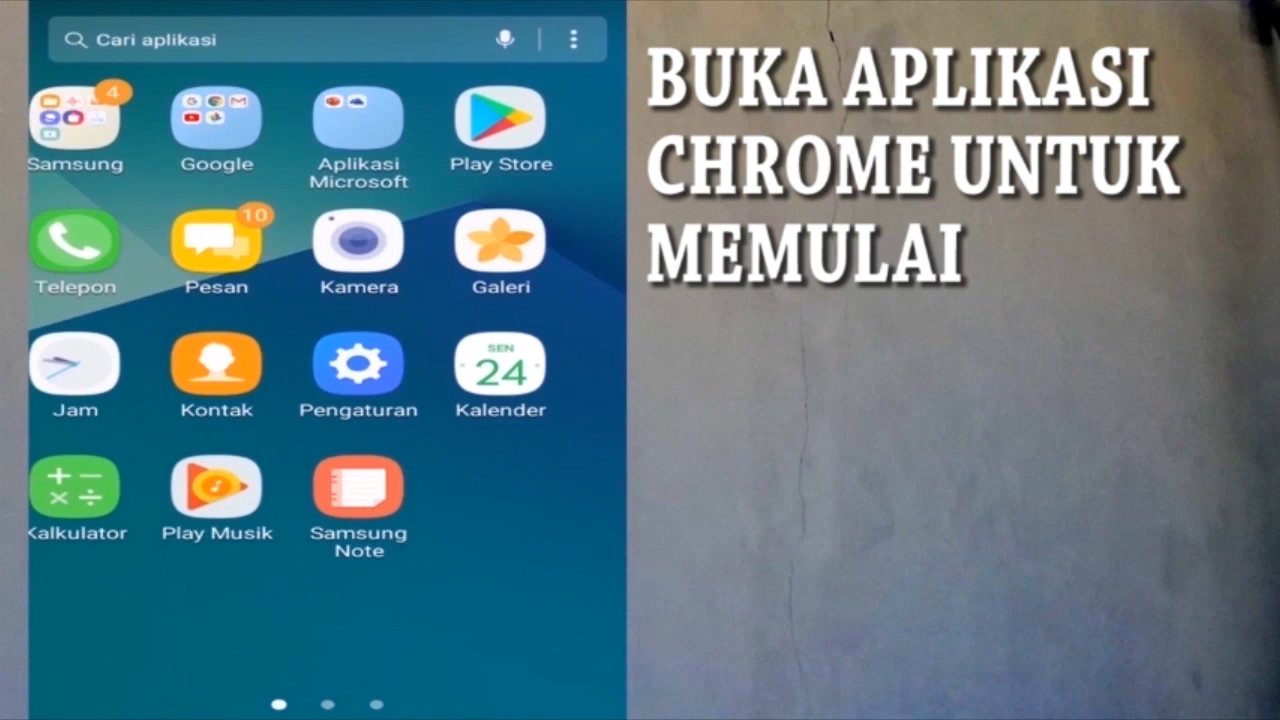 Cari aplikasi
4
Samsung
Google
Aplikasi
Microsoft
Play Store
10
Telepon
Pesan
Kamera
Galeri
SEN
24
Jam
Kontak
Pengaturan
Kalender
Kalkulator
Play Musik
Samsung
Note
BUKA APLIKASI
CHROME UNTUK
MEMULAI